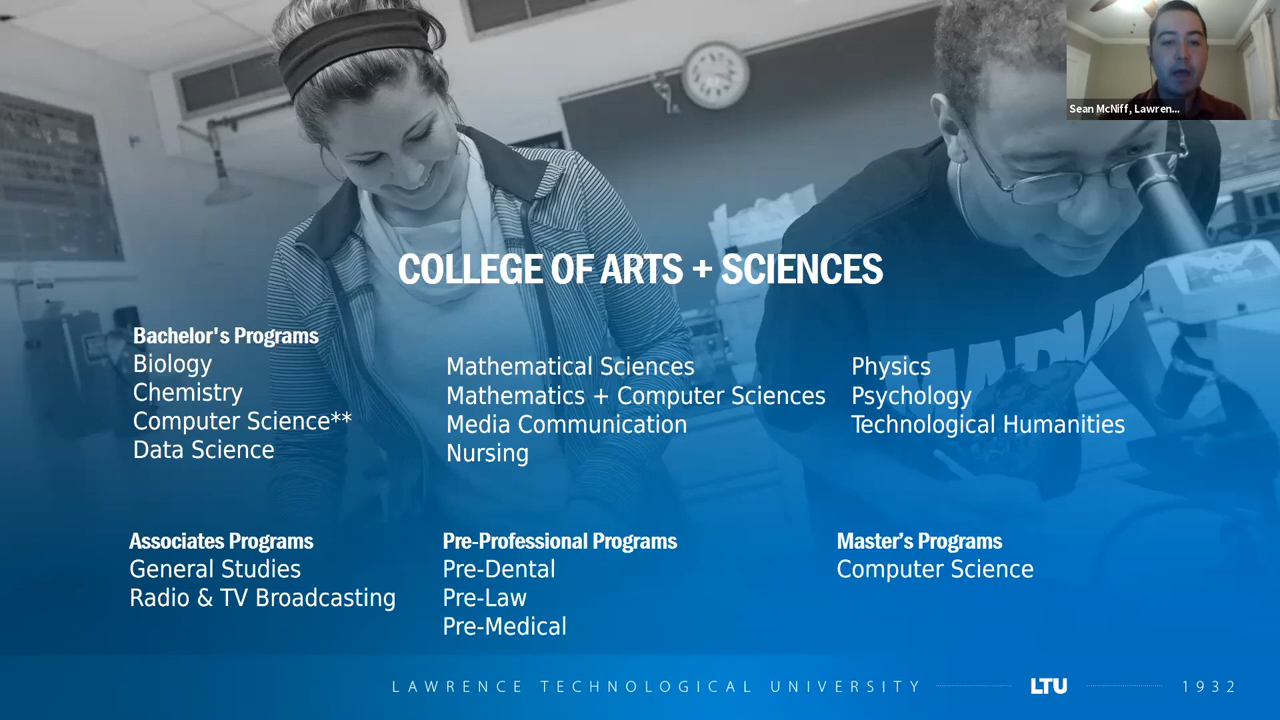 Sean McNiff, Lawren...
COLLEGE OF ARTS + SCIENCES
Bachelor's Programs
Biology
Chemistry
Computer Science**
Data Science
Mathematical Sciences
Mathematics + Computer Sciences
Media Communication
Nursing
Physics
Psychology
Technological Humanities
Associates Programs
General Studies
Radio & TV Broadcasting
Pre-Professional Programs
Pre-Dental
Pre-Law
Pre-Medical
Master's Programs
Computer Science
LAWRENCE TECHNOLOGICAL UNIVERSITY LTU 1932